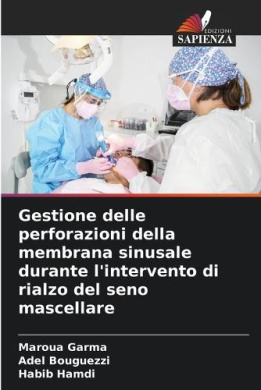 EDIZIONI
SAPIENZA
Gestione delle
perforazioni della
membrana sinusale
durante l'intervento di
rialzo del seno
mascellare
Maroua Garma
Adel Bouguezzi
Habib Hamdi